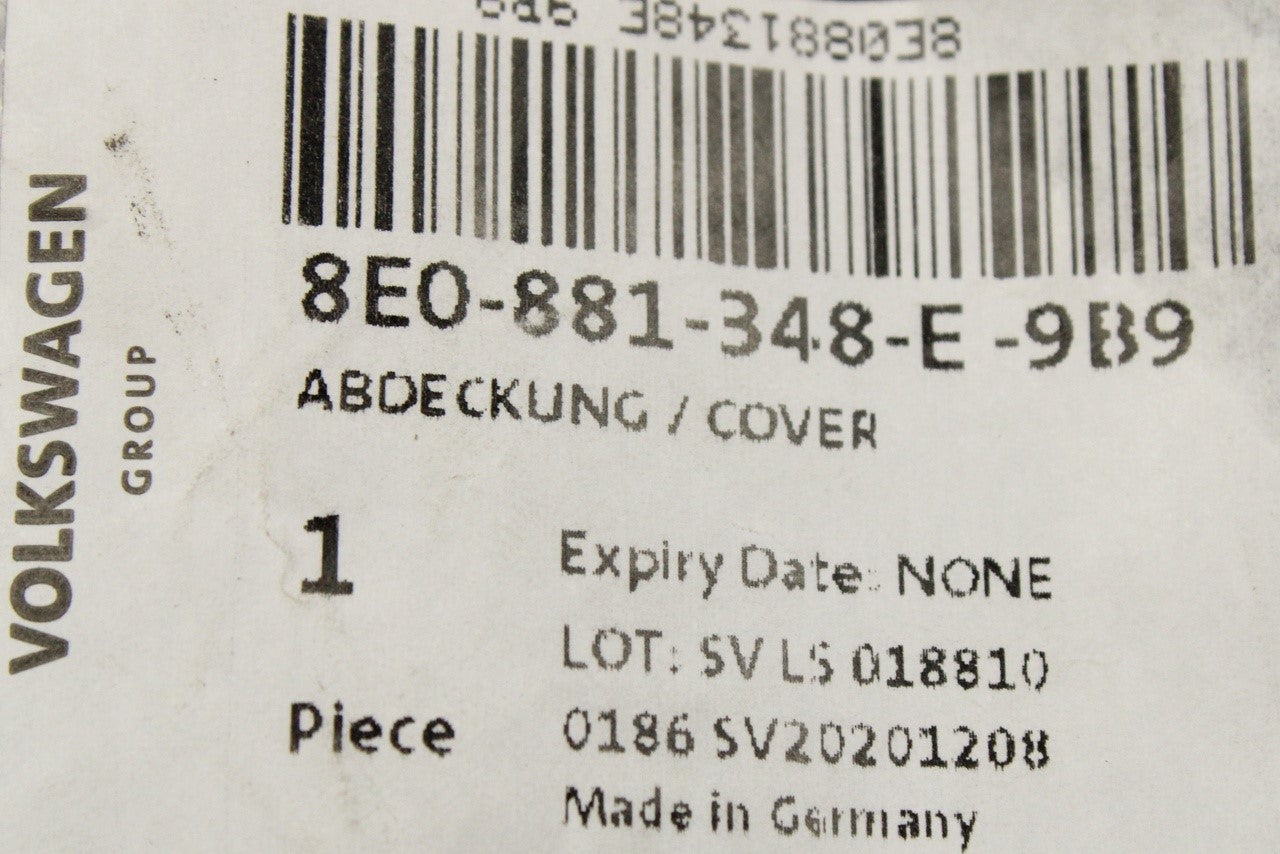 8E0881348E 9B9
8E0-881-348-E -9B9
ABDECKUNG / COVER
1
Piece
Expiry Date: NONE
LOT: SV LS 018810
0186 SV20201208
Made in Germany
VOLKSWAGEN
GROUP